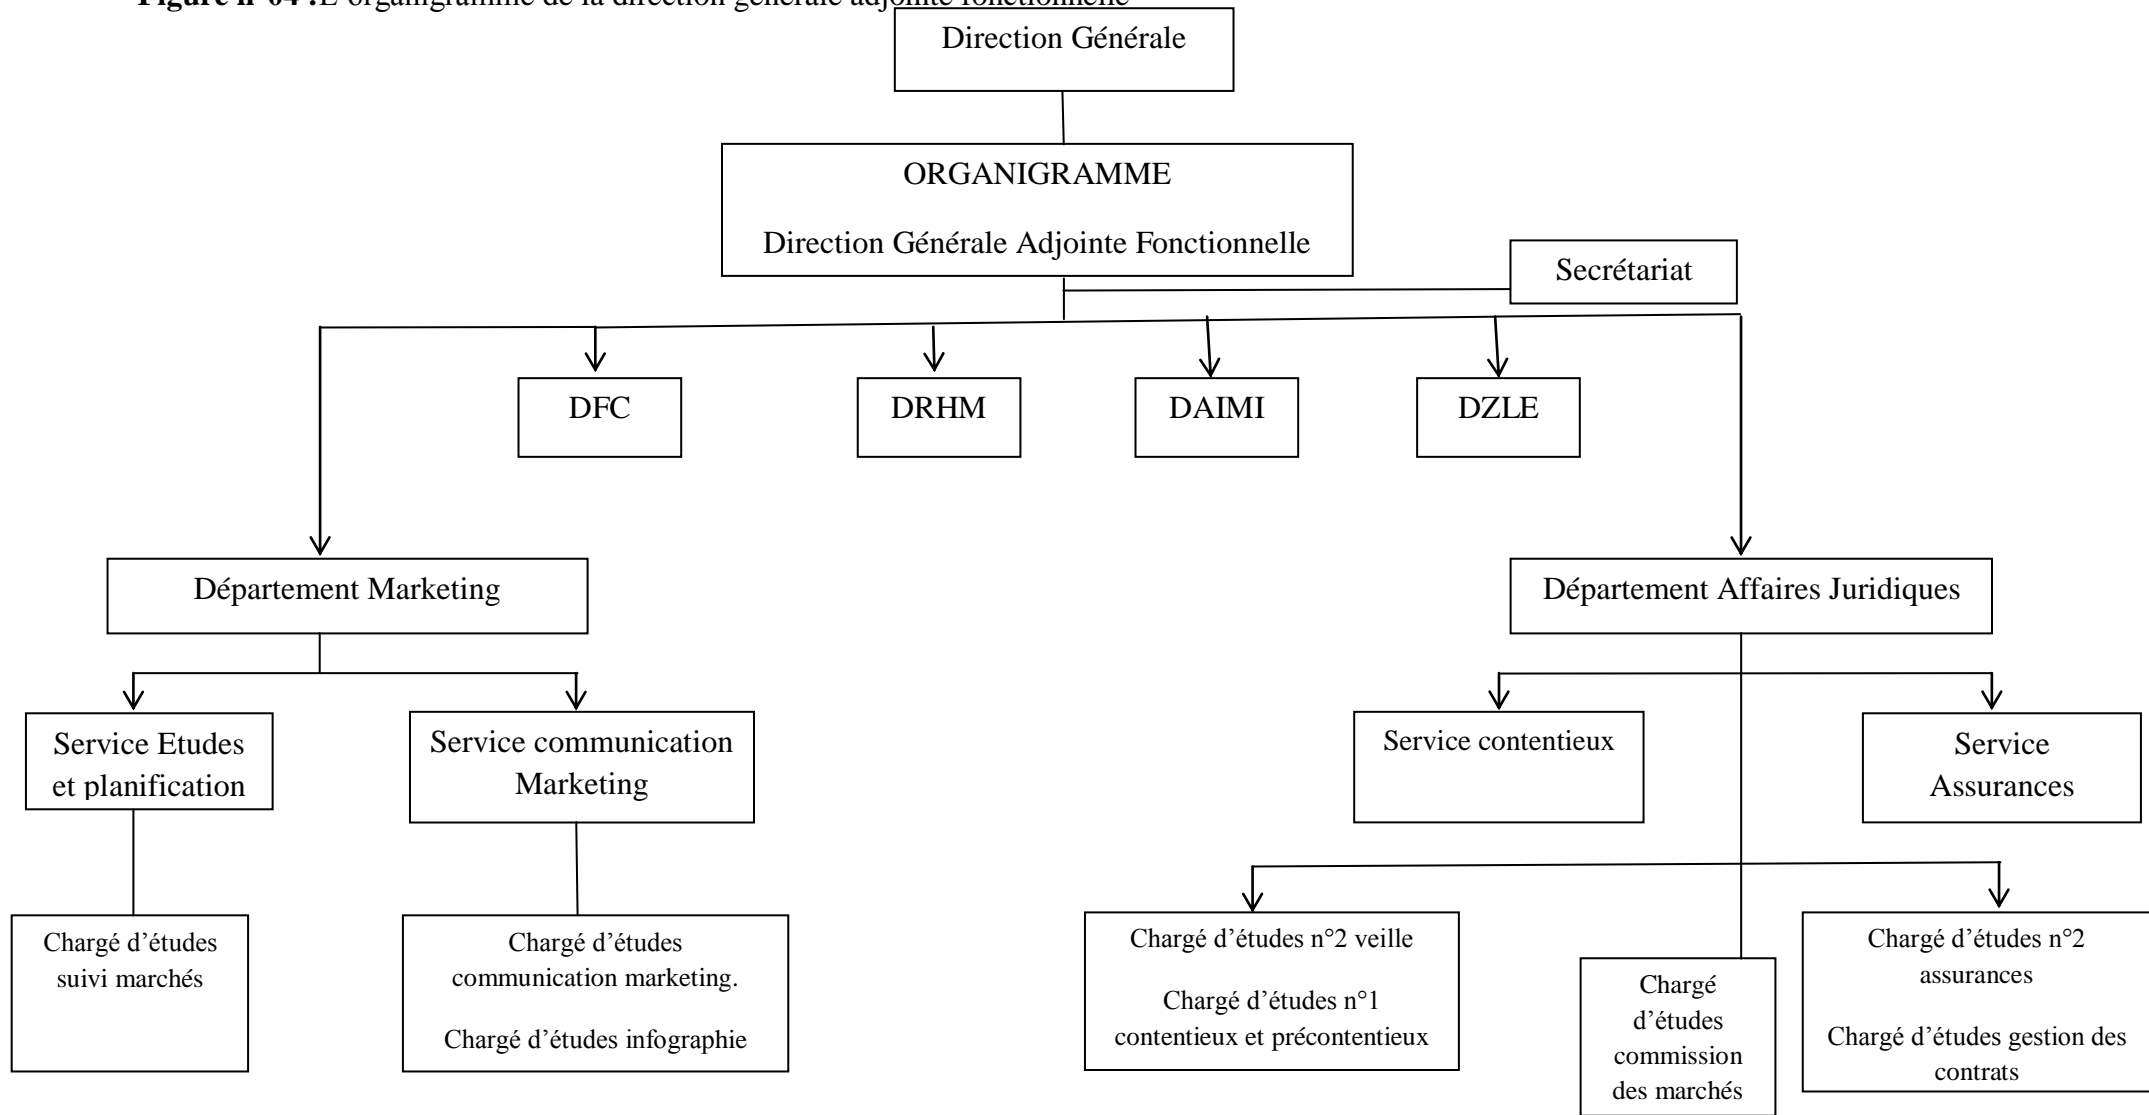 Figure n°04 :L'organigramme de la direction générale adjointe fonctionnelle
Direction Générale
ORGANIGRAMME
Direction Générale Adjointe Fonctionnelle
Secrétariat
DFC
DRHM
DAIMI
DZLE
Département Marketing
Département Affaires Juridiques
Service Etudes
et planification
Service communication
Marketing
Service contentieux
Service
Assurances
Chargé d’études
suivi marchés
Chargé d’études
communication marketing.
Chargé d’études infographie
Chargé d’études n°2 veille
Chargé d’études n°1
contentieux et précontentieux
Chargé
d’études
commission
des marchés
Chargé d’études n°2
assurances
Chargé d’études gestion des
contrats